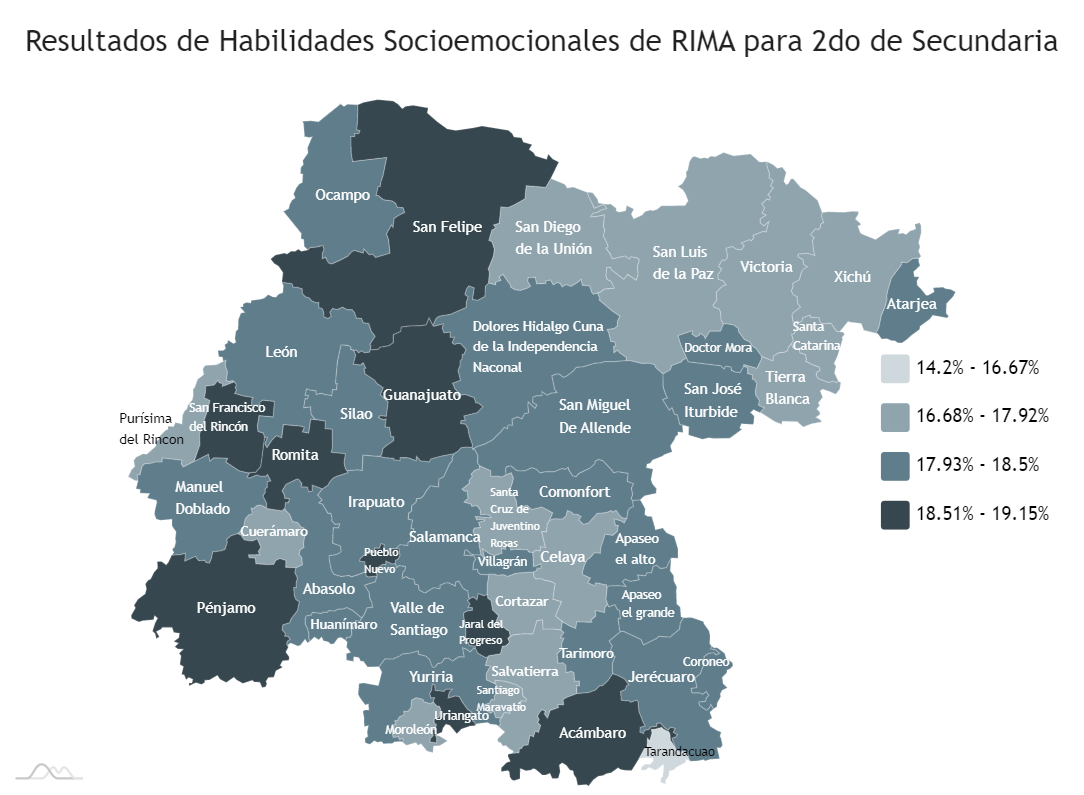 Resultados de Habilidades Socioemocionales de RIMA para 2do de Secundaria
Ocampo
San Felipe
San Diego
de la Unión
San Luis
de la Paz
Victoria
Xichú
Atarjea
Santa
Catarina
Dolores Hidalgo Cuna
de la Independencia
Naconal
Doctor Mora
León
Tierra
Blanca
14.2% - 16.67%
16.68% - 17.92%
17.93% - 18.5%
18.51% - 19.15%
Guanajuato
San José
Iturbide
San Francisco
del Rincón
Silao
San Miguel
De Allende
Purísima
del Rincon
Romita
Manuel
Doblado
Irapuato
Santa
Cruz de
Juventino
Rosas
Comonfort
Cuerámaro
Salamanca
Apaseo
el alto
Pueblo
Nuevo
Villagrán
Celaya
Abasolo
Cortazar
Apaseo
el grande
Pénjamo
Valle de
Santiago
Huanímaro
Jaral del
Progreso
Tarimoro
Coroneo
Salvatierra
Yuriria
Jerécuaro
Santiago
Maravatío
Uriangato
Moroleón
Acámbaro
Tarandacuao